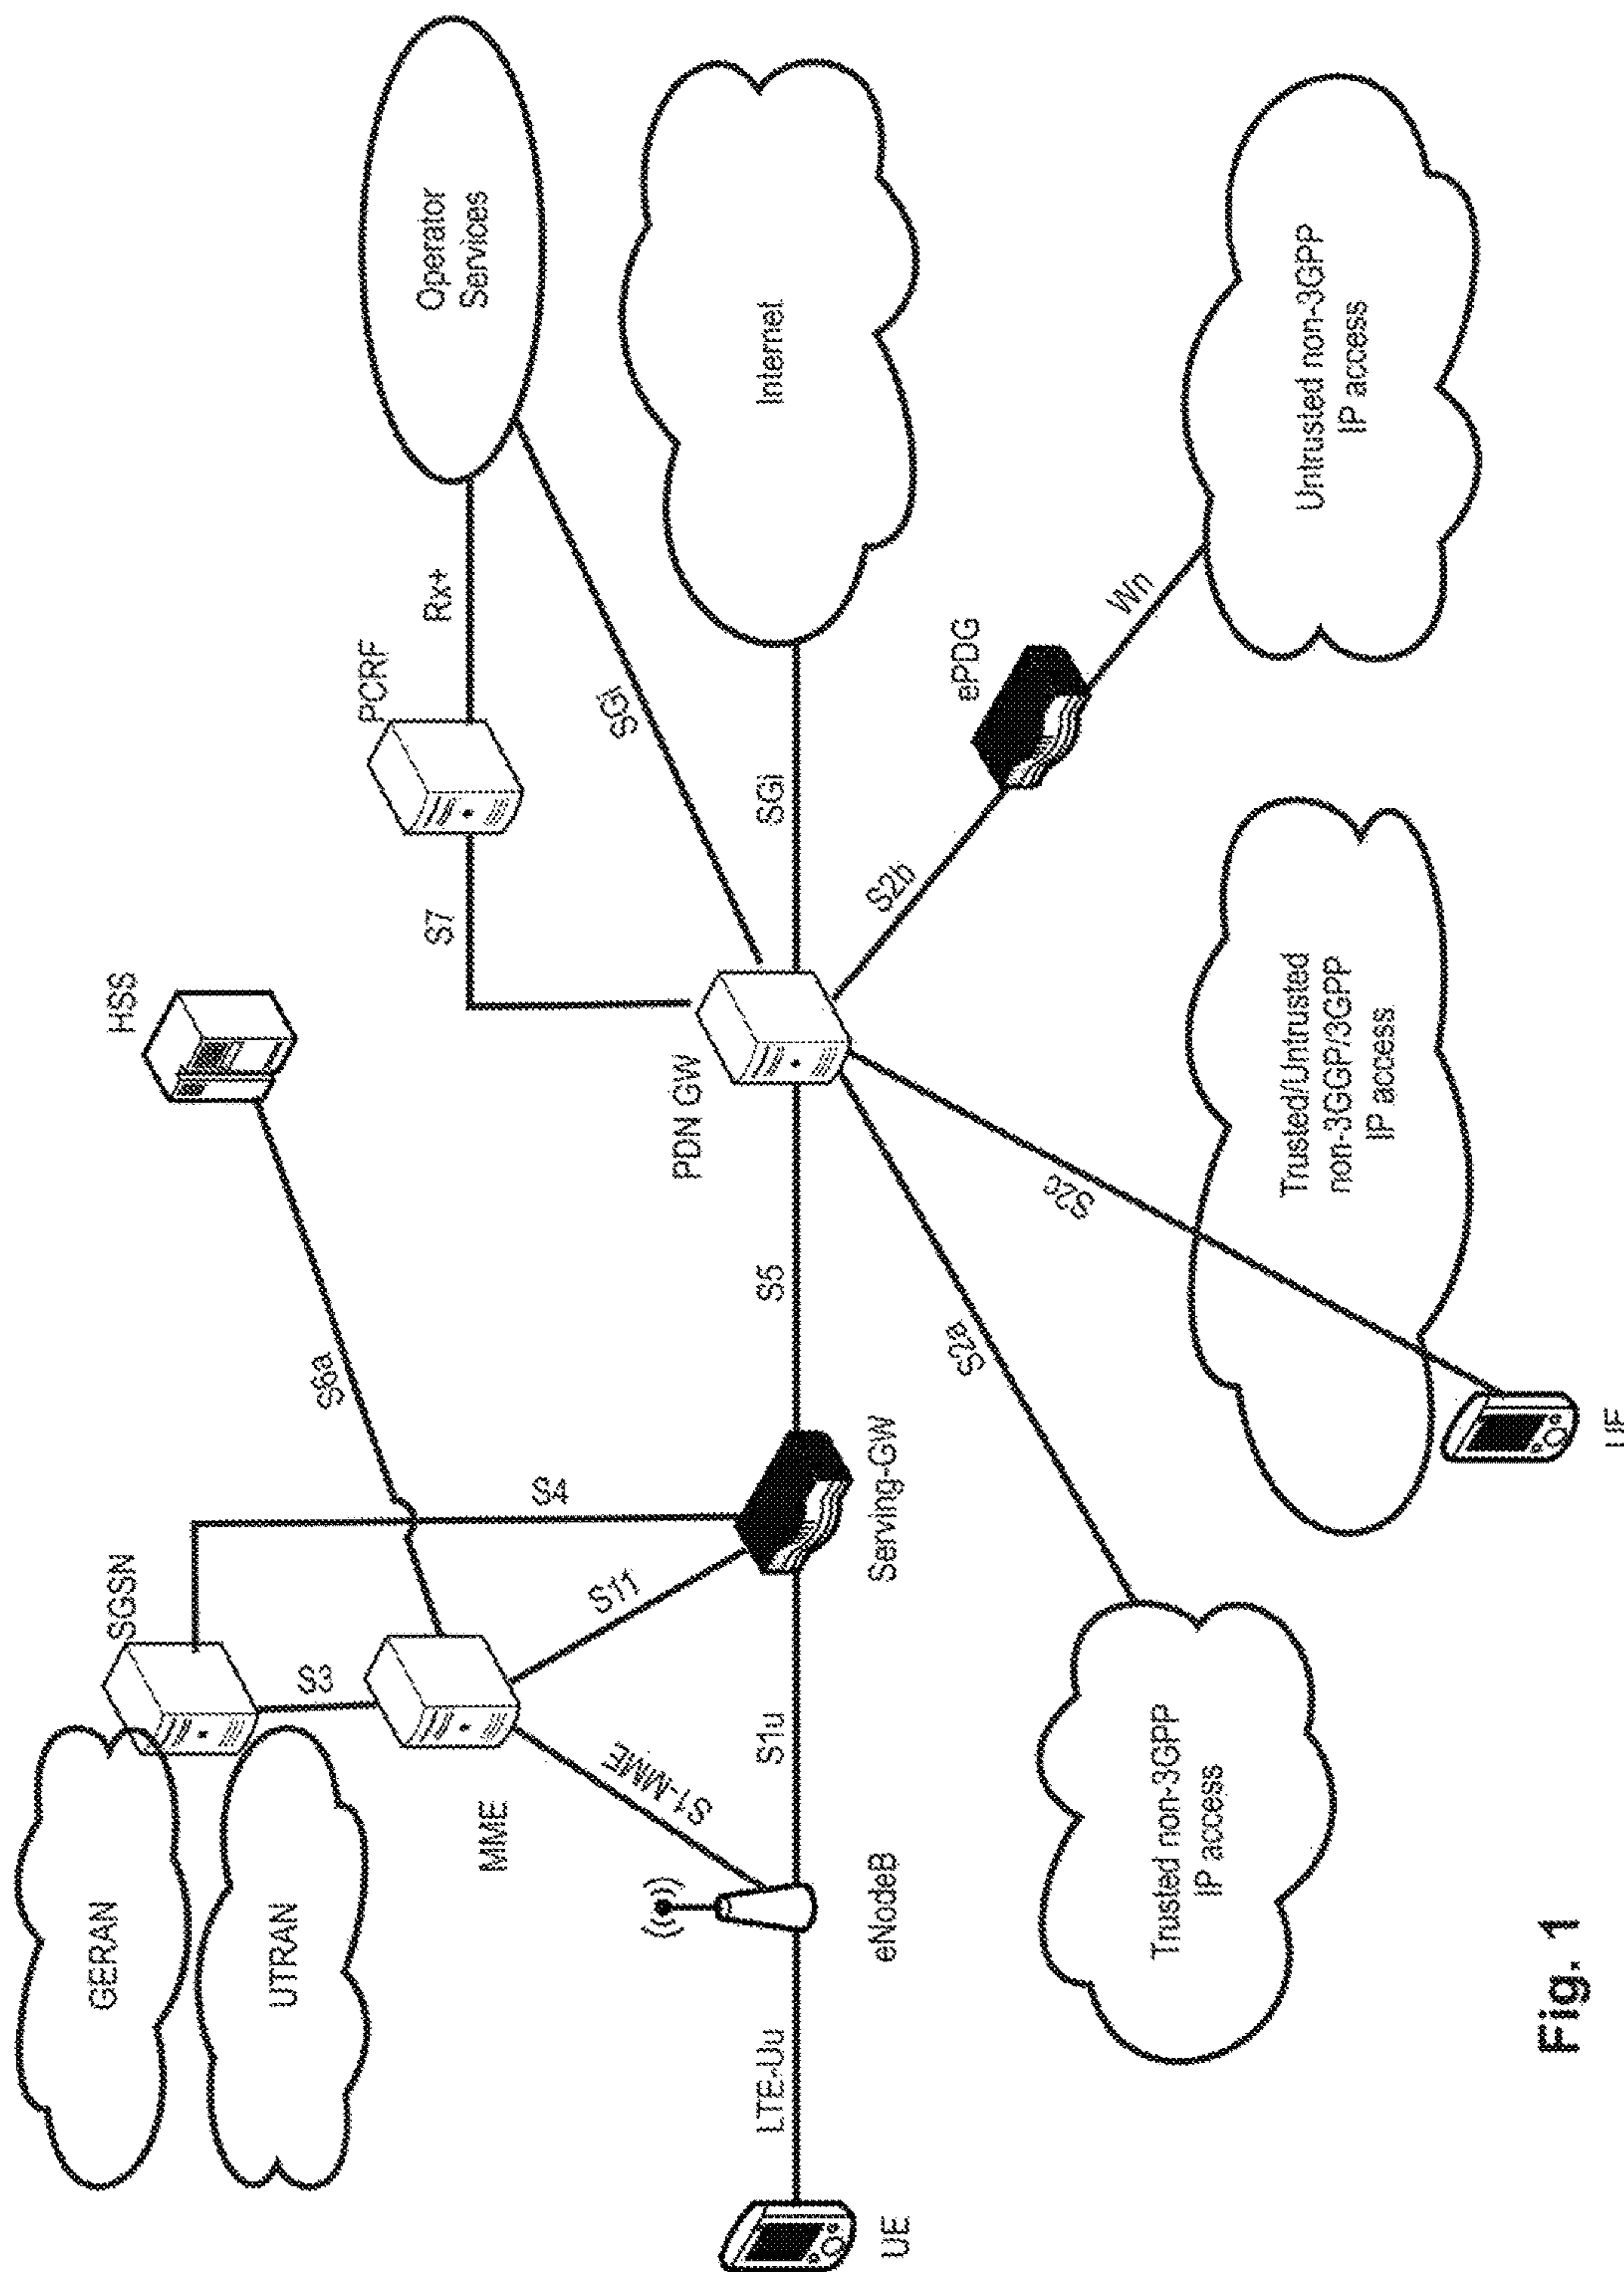 GERAN
UTRAN
SGSN
HSS
S3
S6a
MME
S4
S11
S1-MME
PCRF
S7
Rx+
Operator
Services
SGi
Internet
SGi
PDN GW
UE
LTE-Uu
eNodeB
S1u
Serving-GW
S5
S2a
S2c
S2b
ePDG
Wn
Trusted non-3GPP
IP access
Trusted/Untrusted
non-3GGP/3GPP
IP access
Untrusted non-3GPP
IP access
UE
Fig. 1